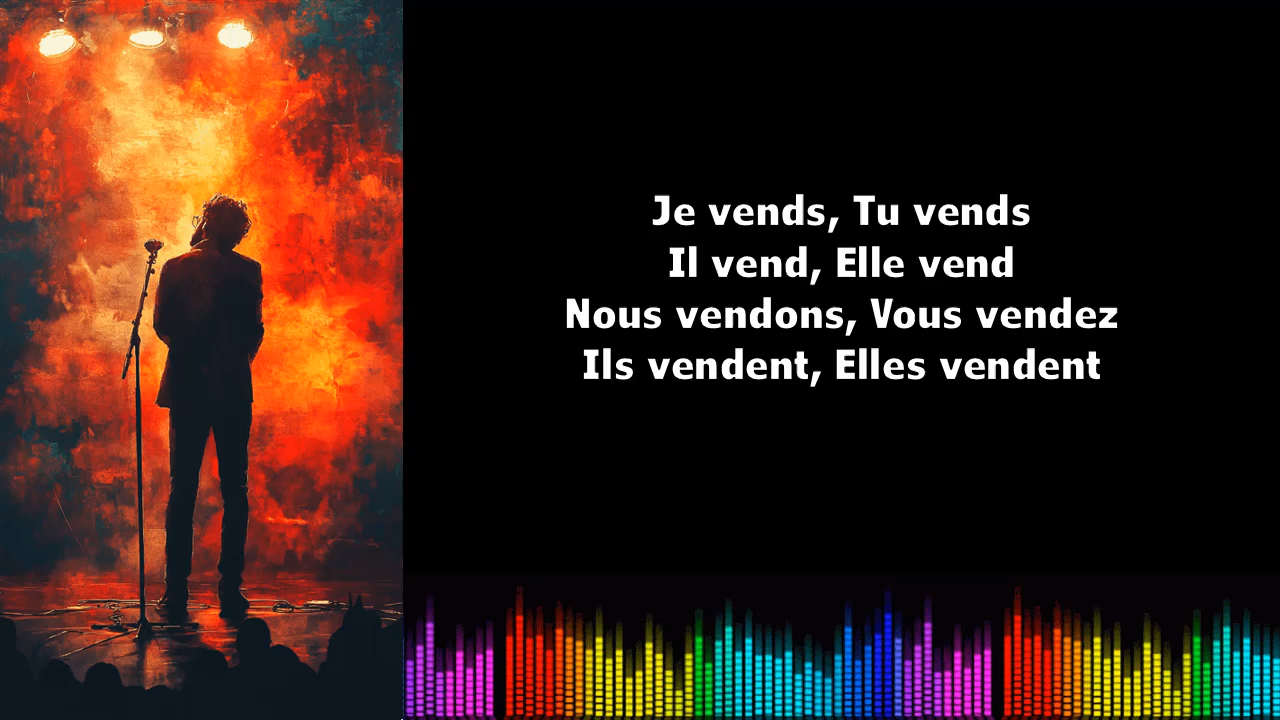 Je vends, Tu vends
Il vend, Elle vend
Nous vendons, Vous vendez
Ils vendent, Elles vendent